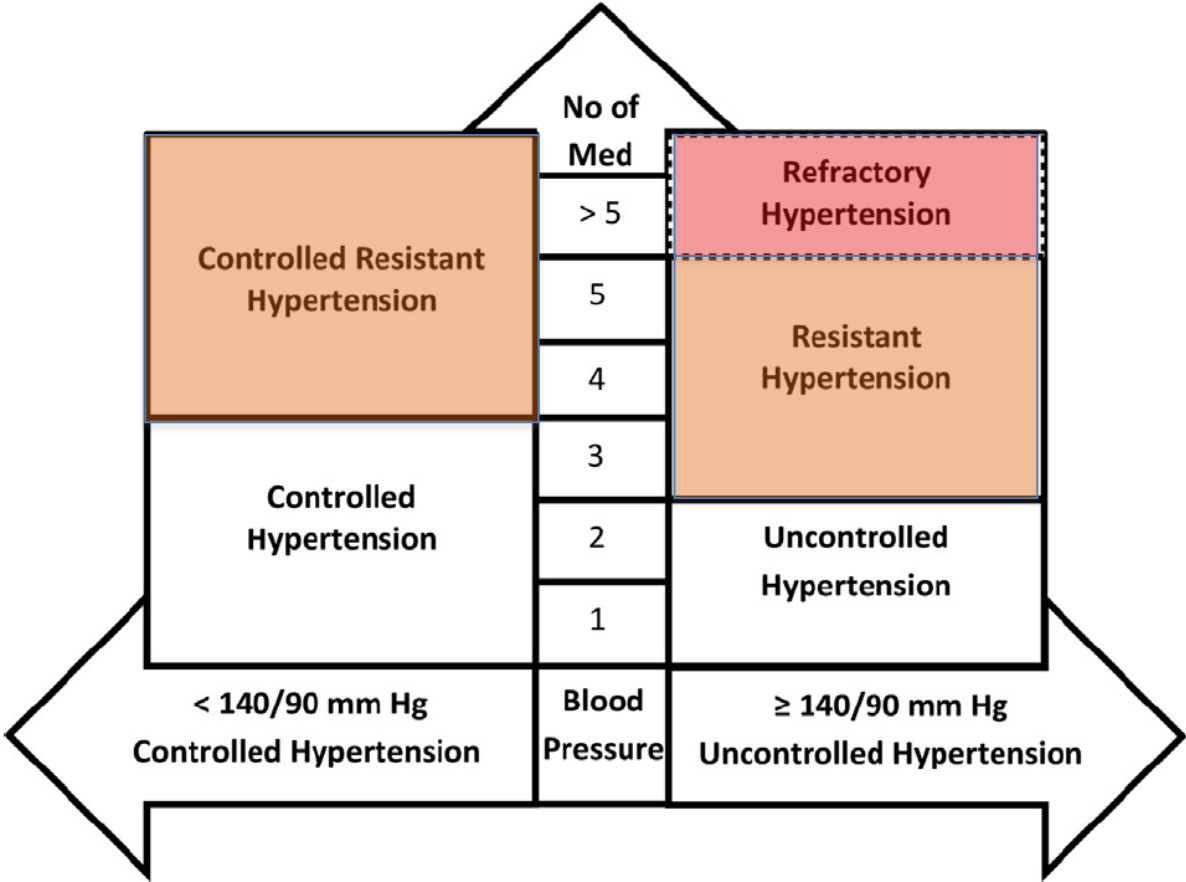 No of
Med
Controlled Resistant
Hypertension
Controlled
Hypertension
> 5
5
4
3
2
1
Refractory
Hypertension
Resistant
Hypertension
Uncontrolled
Hypertension
< 140/90 mm Hg
Controlled Hypertension
Blood
Pressure
≥ 140/90 mm Hg
Uncontrolled Hypertension